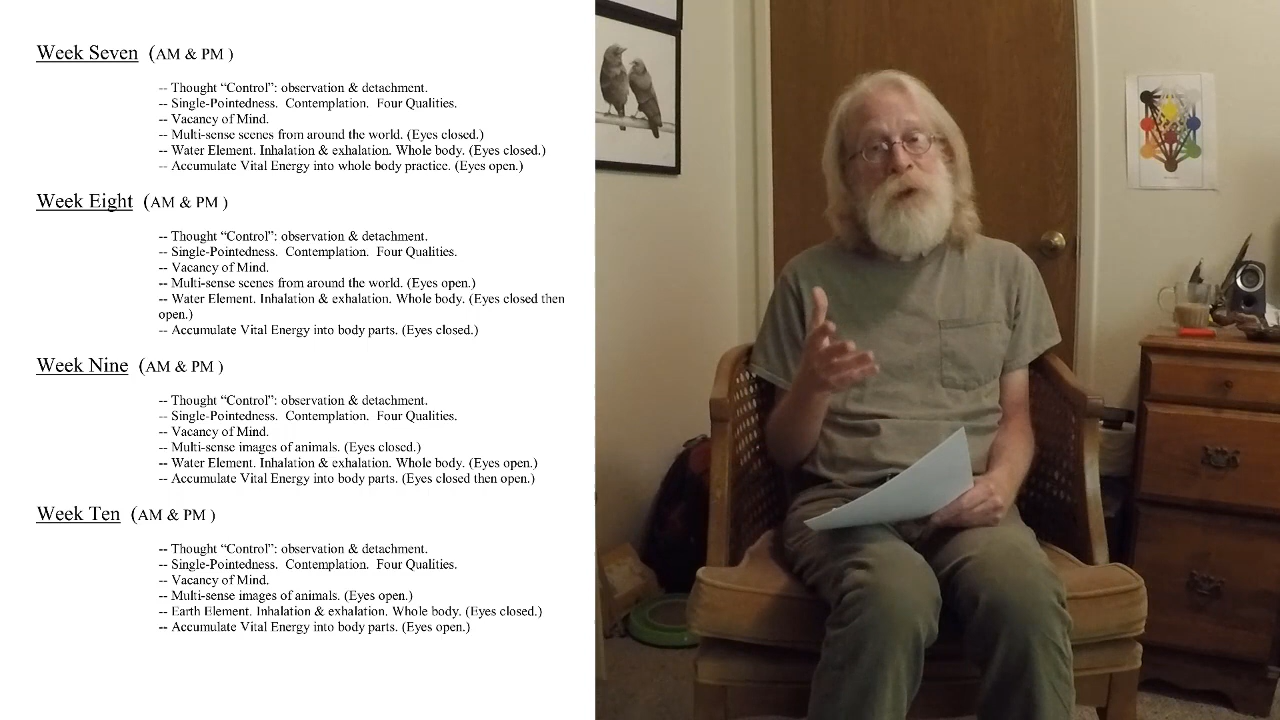 Week Seven (AM & PM )
-- Thought “Control”: observation & detachment.
-- Single-Pointedness. Contemplation. Four Qualities.
-- Vacancy of Mind.
-- Multi-sense scenes from around the world. (Eyes closed.)
-- Water Element. Inhalation & exhalation. Whole body. (Eyes closed.)
-- Accumulate Vital Energy into whole body practice. (Eyes open.)
Week Eight (AM & PM )
-- Thought “Control”: observation & detachment.
-- Single-Pointedness. Contemplation. Four Qualities.
-- Vacancy of Mind.
-- Multi-sense scenes from around the world. (Eyes open.)
-- Water Element. Inhalation & exhalation. Whole body. (Eyes closed then
open.)
-- Accumulate Vital Energy into body parts. (Eyes closed.)
Week Nine (AM & PM )
-- Thought “Control”: observation & detachment.
-- Single-Pointedness. Contemplation. Four Qualities.
-- Vacancy of Mind.
-- Multi-sense images of animals. (Eyes closed.)
-- Water Element. Inhalation & exhalation. Whole body. (Eyes open.)
-- Accumulate Vital Energy into body parts. (Eyes closed then open.)
Week Ten (AM & PM )
-- Thought “Control”: observation & detachment.
-- Single-Pointedness. Contemplation. Four Qualities.
-- Vacancy of Mind.
-- Multi-sense images of animals. (Eyes open.)
-- Earth Element. Inhalation & exhalation. Whole body. (Eyes closed.)
-- Accumulate Vital Energy into body parts. (Eyes open.)